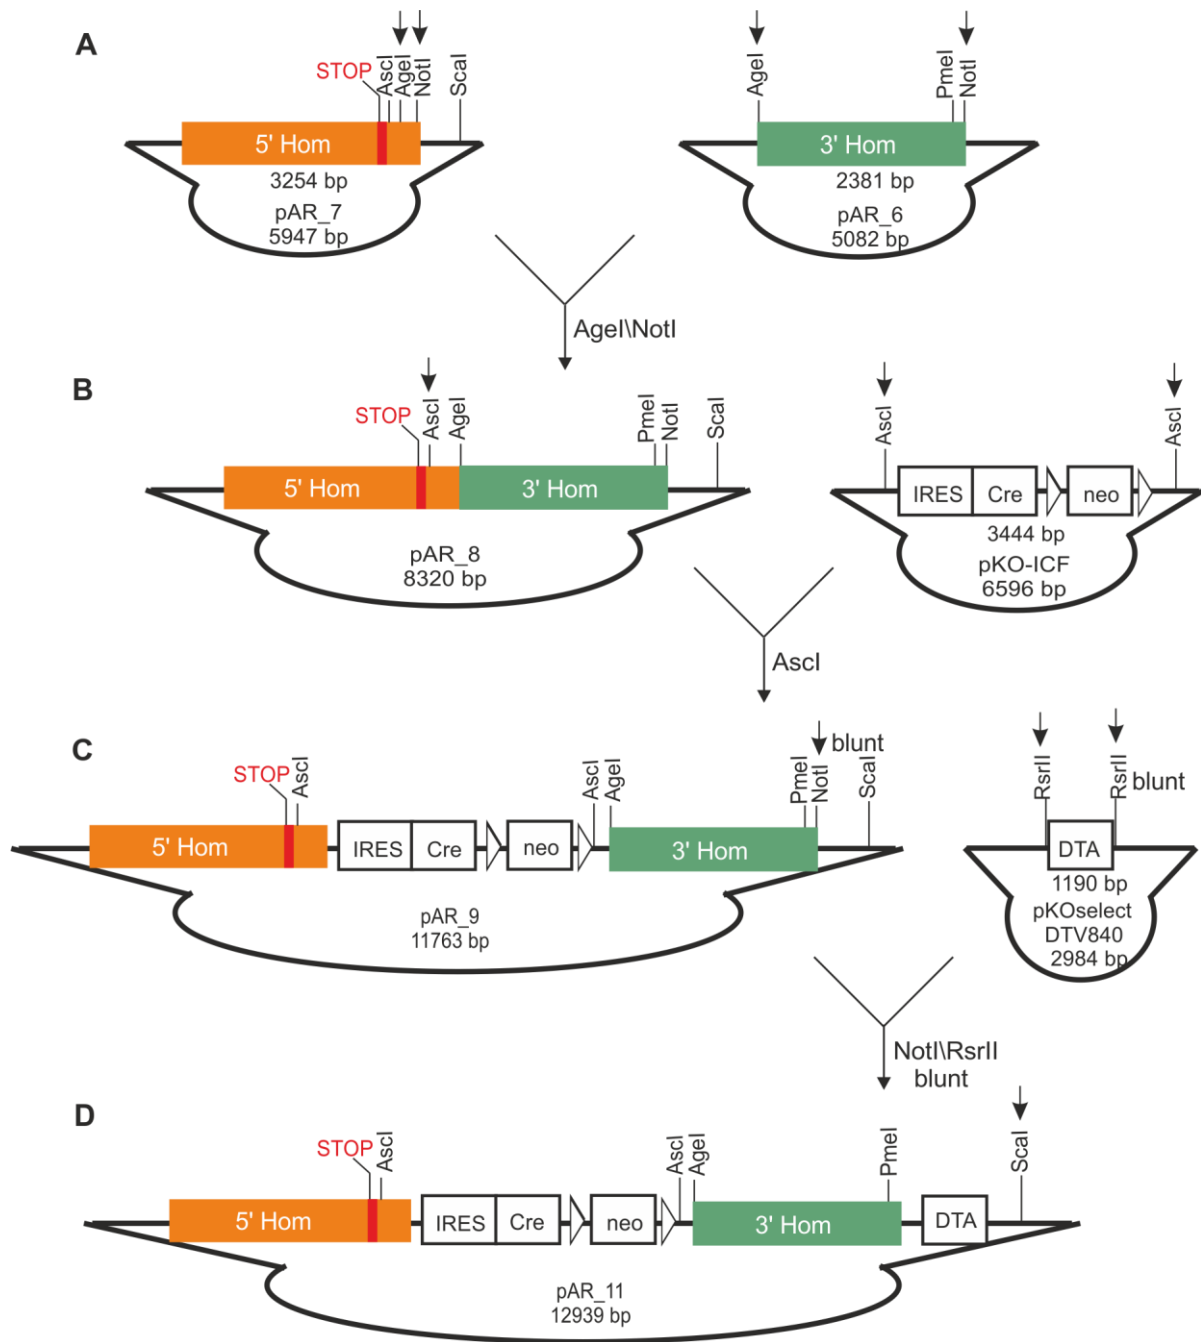 A
STOP
AscI
AgeI
NotI
ScaI
5' Hom
3254 bp
pAR_7
5947 bp
AgeI
PmeI
NotI
3' Hom
2381 bp
pAR_6
5082 bp
AgeI\NotI
B
STOP
AscI
AgeI
PmeI
NotI
ScaI
5' Hom
3' Hom
pAR_8
8320 bp
AscI
AscI
IRES
Cre
neo
3444 bp
pKO-ICF
6596 bp
AscI
C
STOP
AscI
AscI
AgeI
PmeI
NotI
blunt
ScaI
5' Hom
IRES
Cre
neo
3' Hom
pAR_9
11763 bp
RsrII
RsrII
blunt
DTA
1190 bp
pKOselect
DTV840
2984 bp
NotI\RsrII
blunt
D
STOP
AscI
AscI
AgeI
PmeI
ScaI
5' Hom
IRES
Cre
neo
3' Hom
DTA
pAR_11
12939 bp